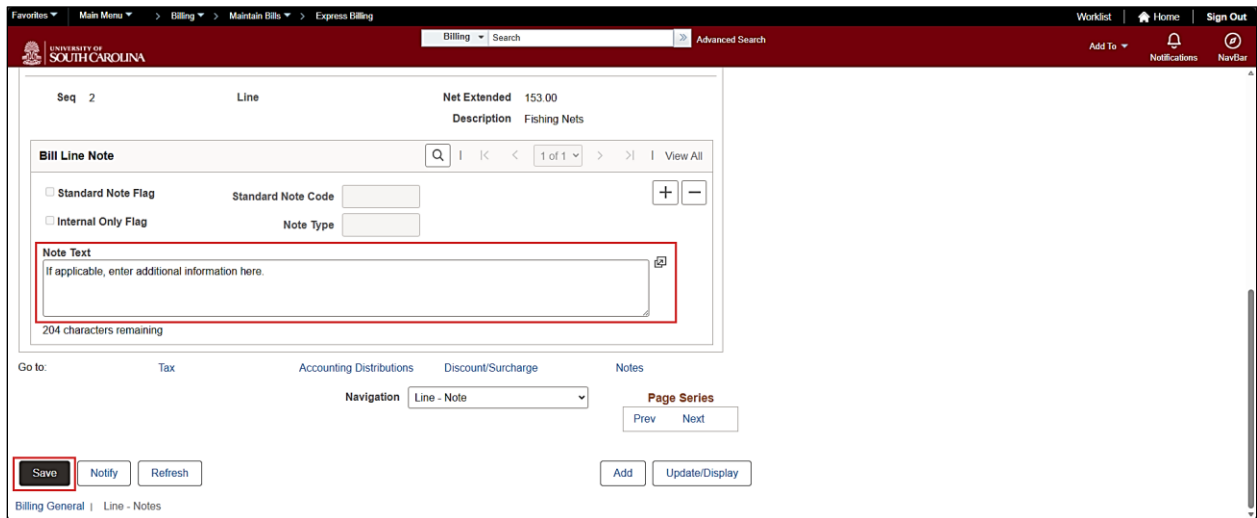 Favorites Main Menu > Billing > Maintain Bills > Express Billing Worklist Home Sign Out
UNIVERSITY OF
SOUTH CAROLINA
Billing Search >> Advanced Search
Add To Notifications NavBar
Seq 2 Line Net Extended 153.00
Description Fishing Nets
Bill Line Note 1 of 1 View All
Standard Note Flag Standard Note Code
Internal Only Flag Note Type
Note Text
If applicable, enter additional information here.
204 characters remaining
Go to: Tax Accounting Distributions Discount/Surcharge Notes
Navigation Line - Note Page Series
Prev Next
Save Notify Refresh Add Update/Display
Billing General | Line - Notes